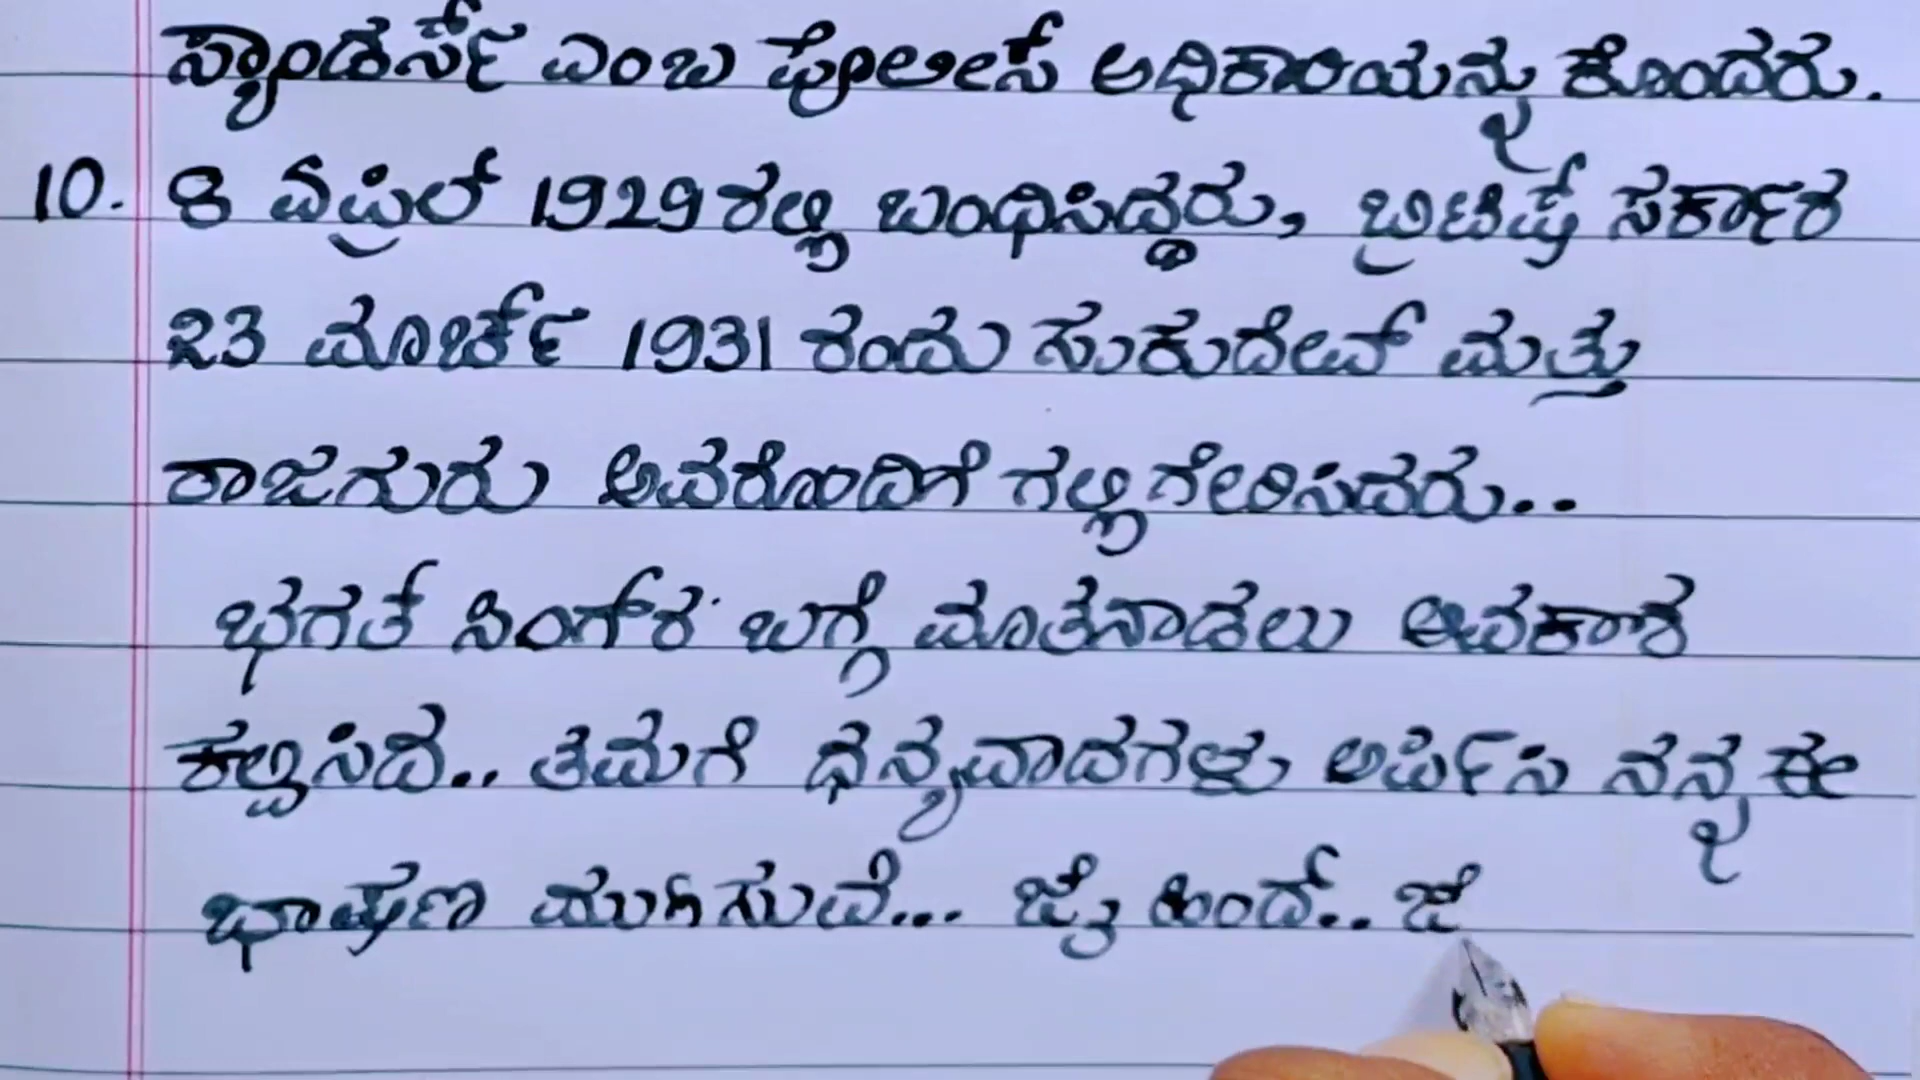 ಸ್ಯಾಂಡರ್ಸ್ ಎಂಬ ಪೊಲೀಸ್ ಅಧಿಕಾರಿಯನ್ನು ಕೊಂದರು.
10. 8 ಏಪ್ರಿಲ್ 1929 ರಲ್ಲಿ ಬಂಧಿಸಿದ್ದರು, ಬ್ರಿಟಿಷ್ ಸರ್ಕಾರ
23 ಮಾರ್ಚ್ 1931 ರಂದು ಸುಕುದೇವ್ ಮತ್ತು
ರಾಜಗುರು ಅವರೊಂದಿಗೆ ಗಲ್ಲಿಗೇರಿಸಿದರು..
ಭಗತ್ ಸಿಂಗ್‌ರ ಬಗ್ಗೆ ಮಾತನಾಡಲು ಅವಕಾಶ
ಕಲ್ಪಿಸಿದ.. ತಮಗೆ ಧನ್ಯವಾದಗಳು ಅರ್ಪಿಸಿ ನನ್ನ ಈ
ಭಾಷಣ ಮುಗಿಸುವೆ... ಜೈ ಹಿಂದ್.. ಜೆ